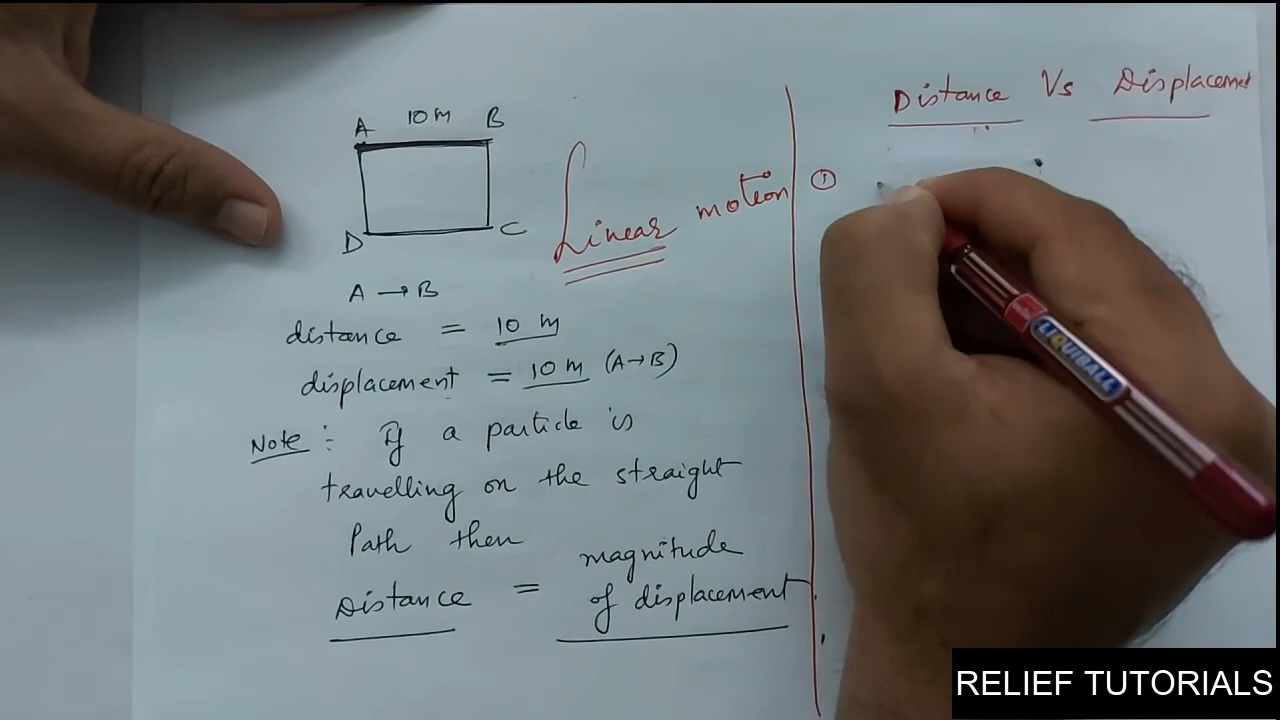 A 10 M B
D C
A → B
distance = 10 m
displacement = 10 m (A→B)
Note :- If a particle is
travelling on the straight
Path then
Distance = magnitude
of displacement
Linear motion
Distance Vs Displacement
①
LIQUIBALL
RELIEF TUTORIALS